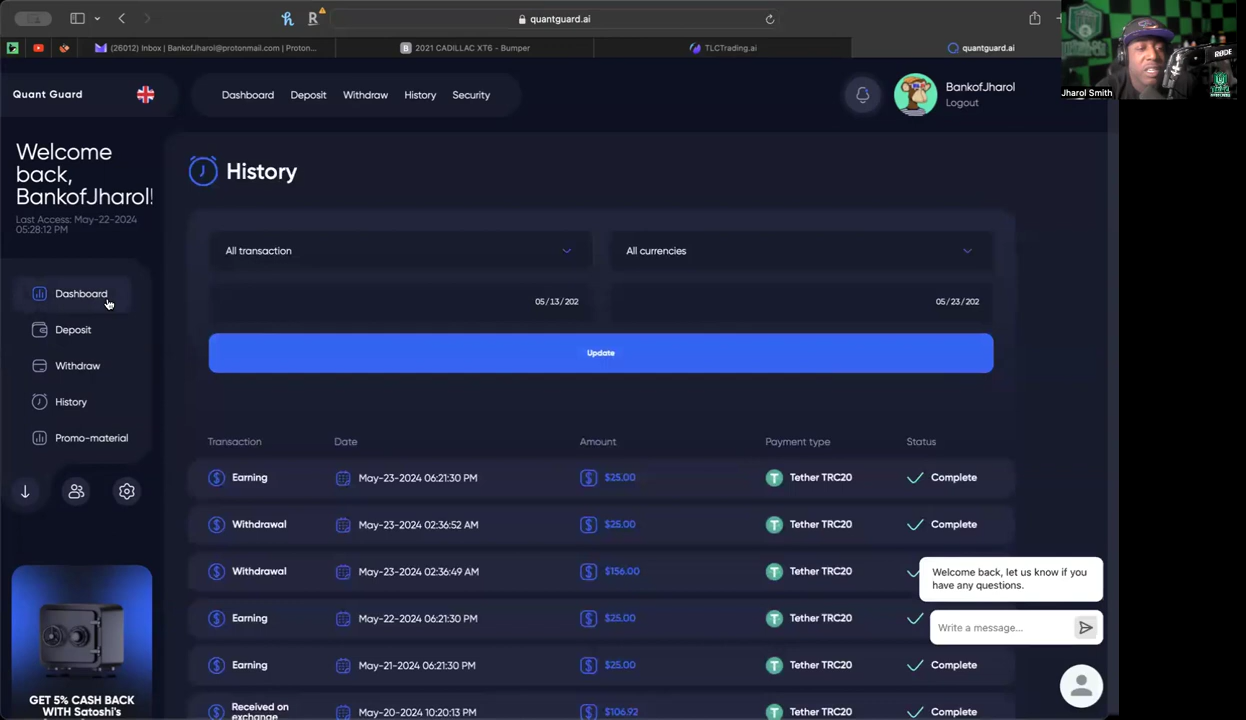 quantguard.ai
(26012) Inbox | BankofJharol@protonmail.com | Proton...
2021 CADILLAC XT6 - Bumper
TLCTrading.ai
quantguard.ai
RØDE
Jharol Smith
Quant Guard
Dashboard Deposit Withdraw History Security
BankofJharol
Logout
Welcome
back,
BankofJharol!
Last Access: May-22-2024
05:28:12 PM
Dashboard
Deposit
Withdraw
History
Promo-material
GET 5% CASH BACK
WITH Satoshi's
History
All transaction
All currencies
05/13/202
05/23/202
Update
Transaction Date Amount Payment type Status
Earning May-23-2024 06:21:30 PM $25.00 Tether TRC20 Complete
Withdrawal May-23-2024 02:36:52 AM $25.00 Tether TRC20 Complete
Withdrawal May-23-2024 02:36:49 AM $156.00 Tether TRC20
Earning May-22-2024 06:21:30 PM $25.00 Tether TRC20
Earning May-21-2024 06:21:30 PM $25.00 Tether TRC20 Complete
Received on
exchange May-20-2024 10:20:13 PM $106.92 Tether TRC20 Complete
Welcome back, let us know if you
have any questions.
Write a message...